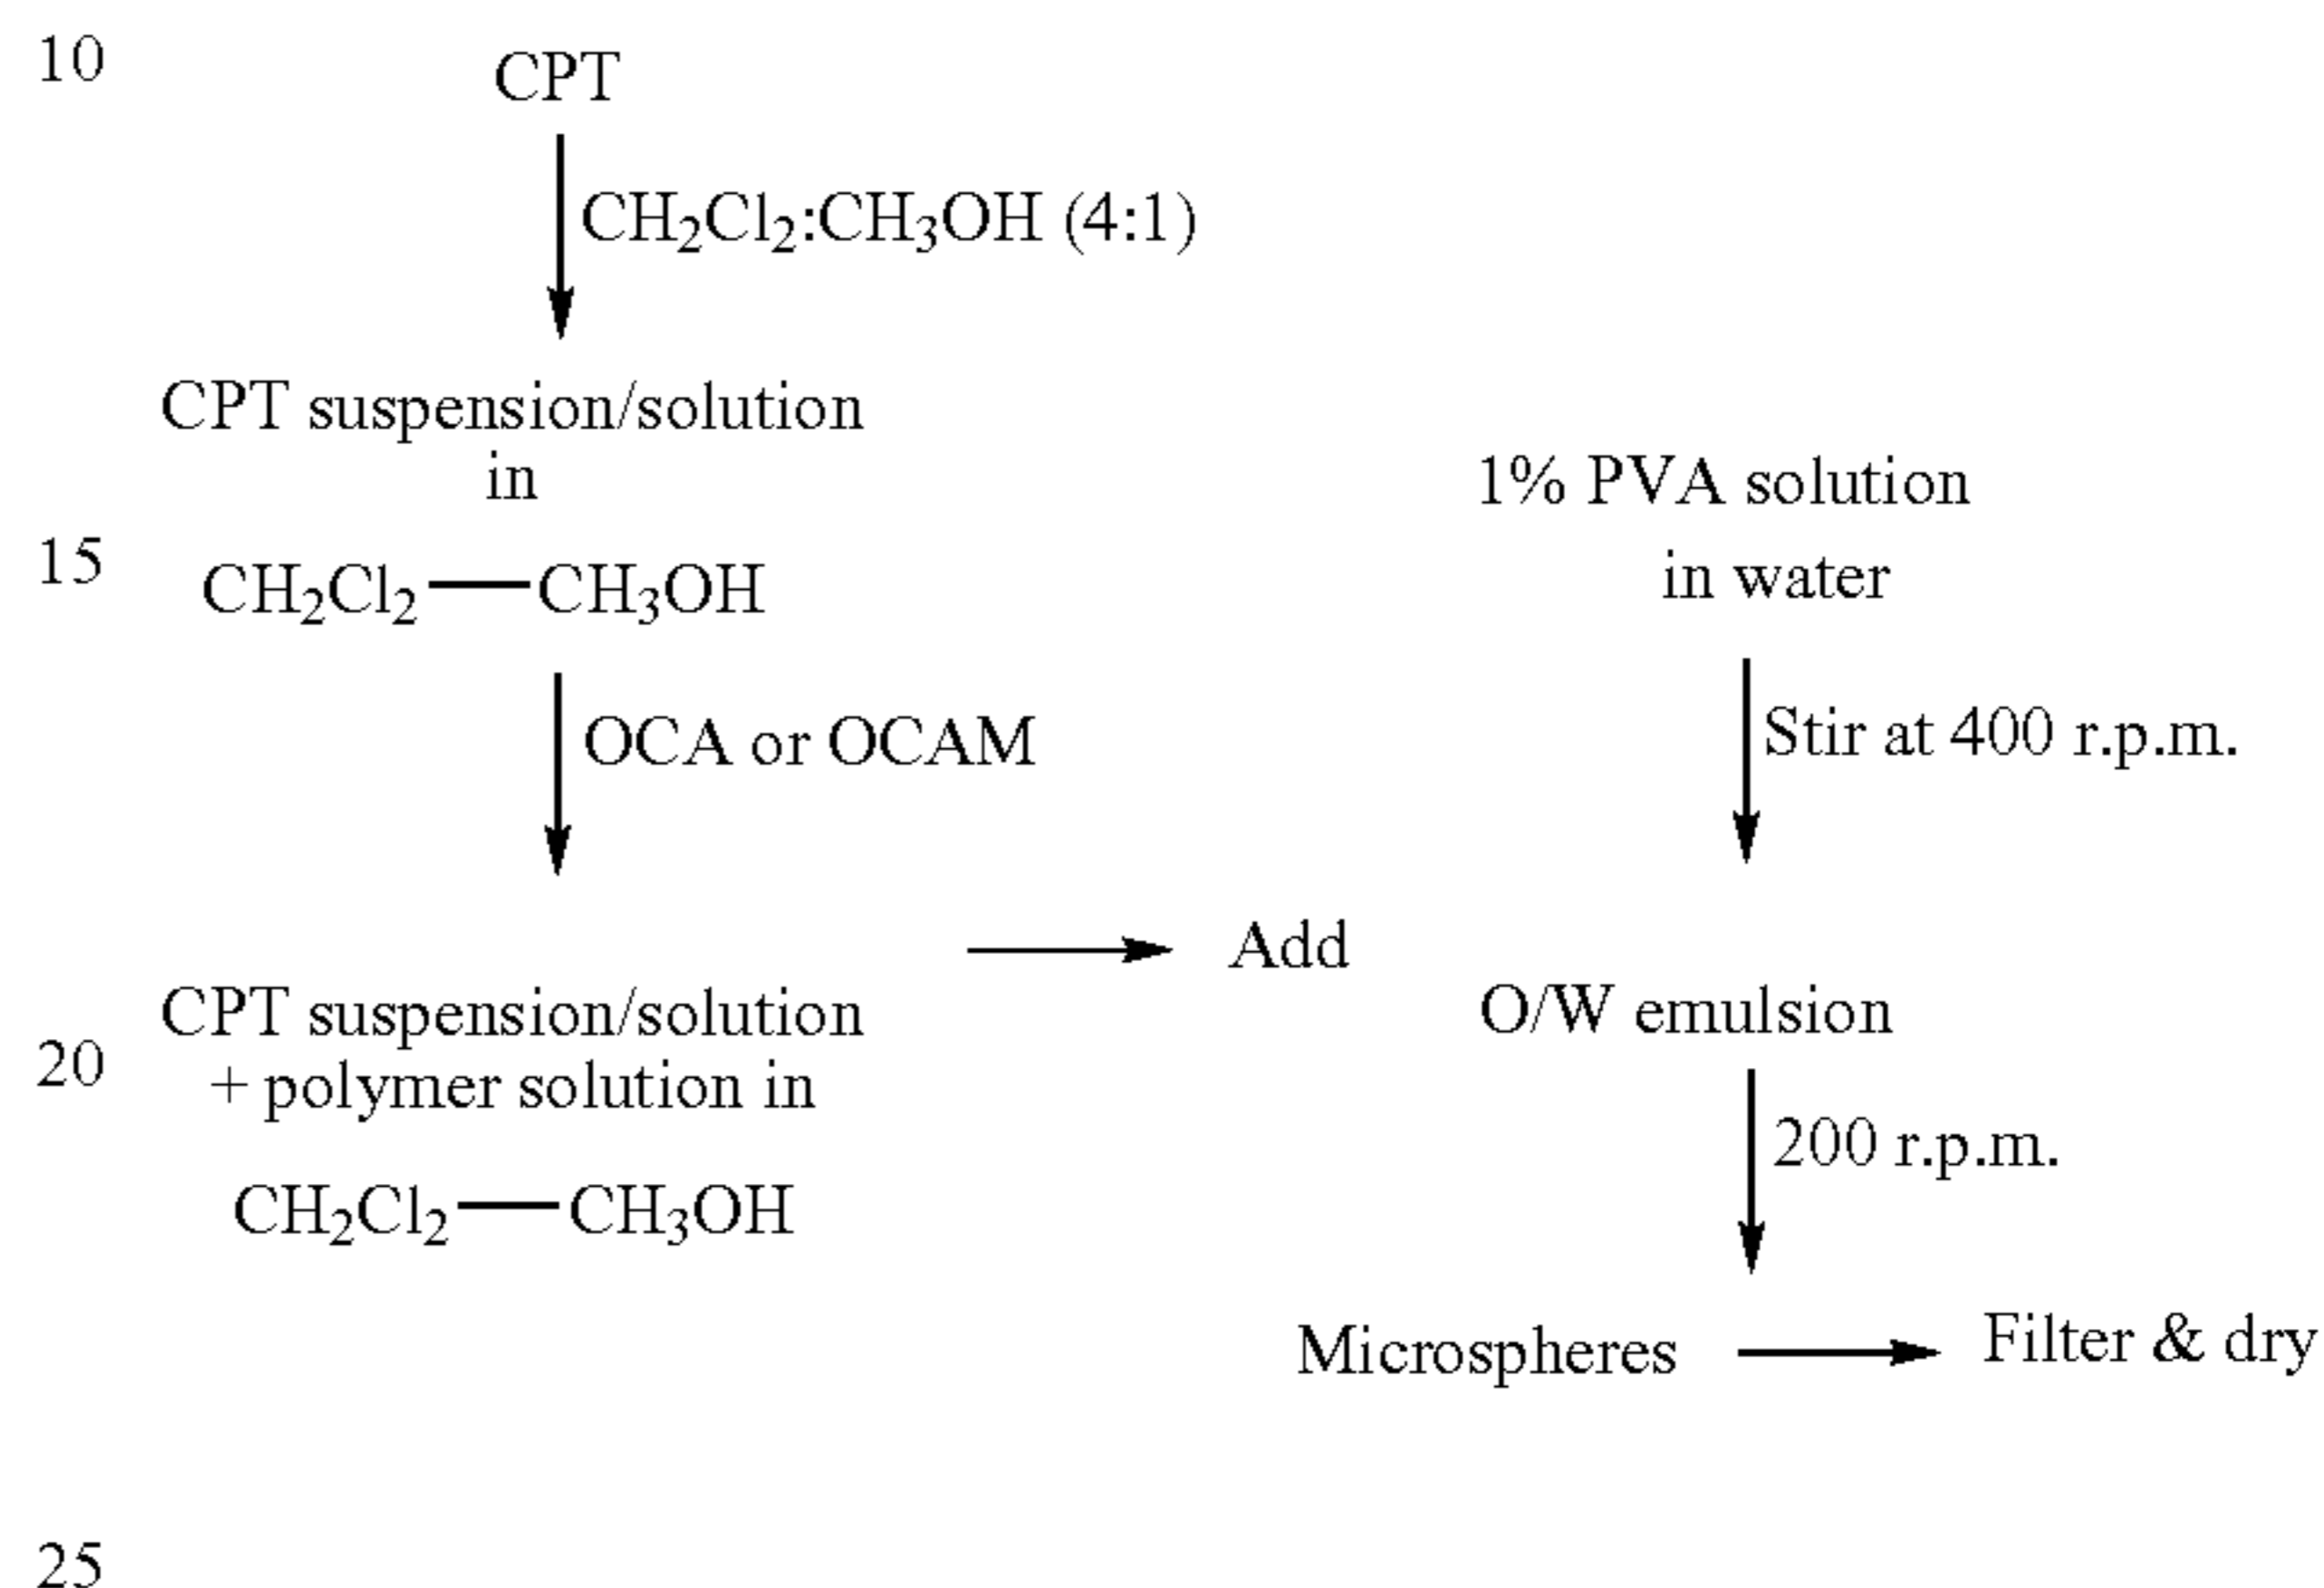 10
CPT
CH₂Cl₂:CH₃OH (4:1)
CPT suspension/solution
in
15
CH₂Cl₂—CH₃OH
OCA or OCAM
CPT suspension/solution
20
+ polymer solution in
CH₂Cl₂—CH₃OH
Add
1% PVA solution
in water
Stir at 400 r.p.m.
O/W emulsion
200 r.p.m.
Microspheres
Filter & dry
25